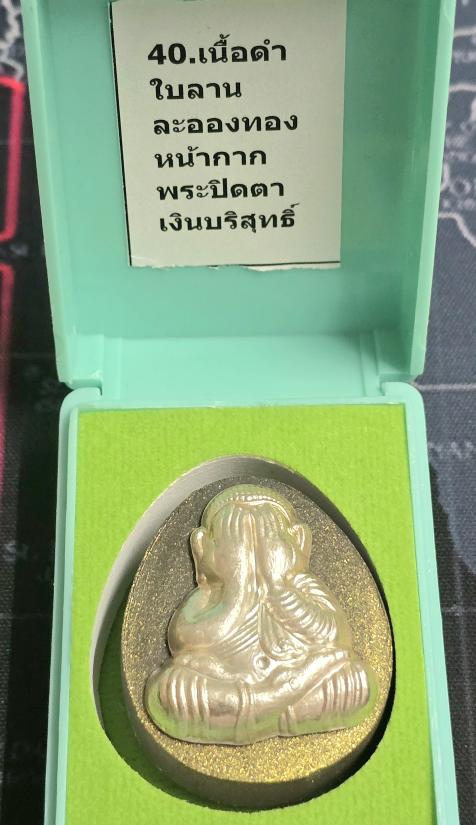 40.เนื้อดำ
ใบลาน
ละอองทอง
หน้ากาก
พระปิดตา
เงินบริสุทธิ์